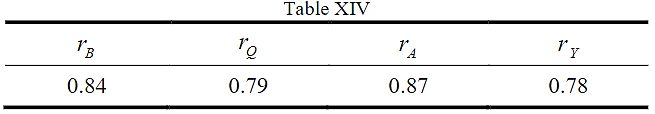 Table XIV
r_B r_Q r_A r_Y
0.84 0.79 0.87 0.78